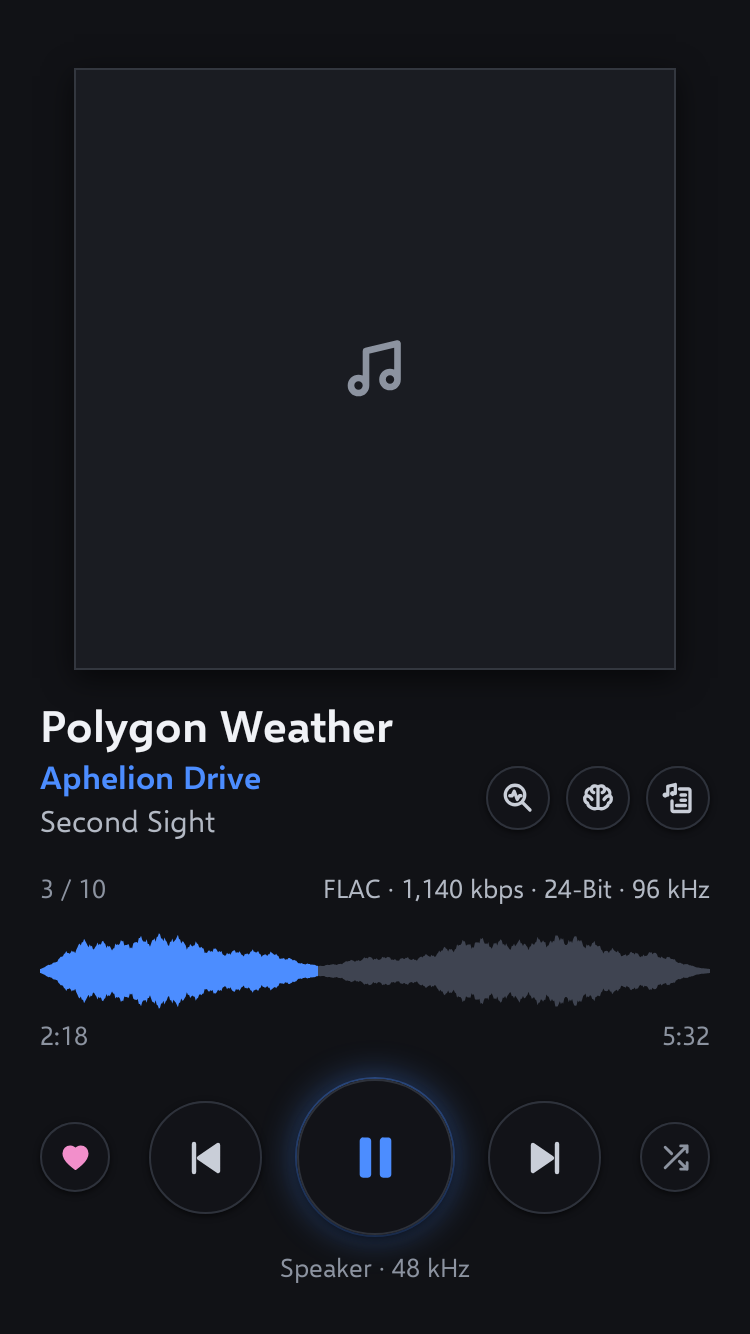 Polygon Weather
Aphelion Drive
Second Sight
3 / 10 FLAC · 1,140 kbps · 24-Bit · 96 kHz
2:18 5:32
Speaker · 48 kHz